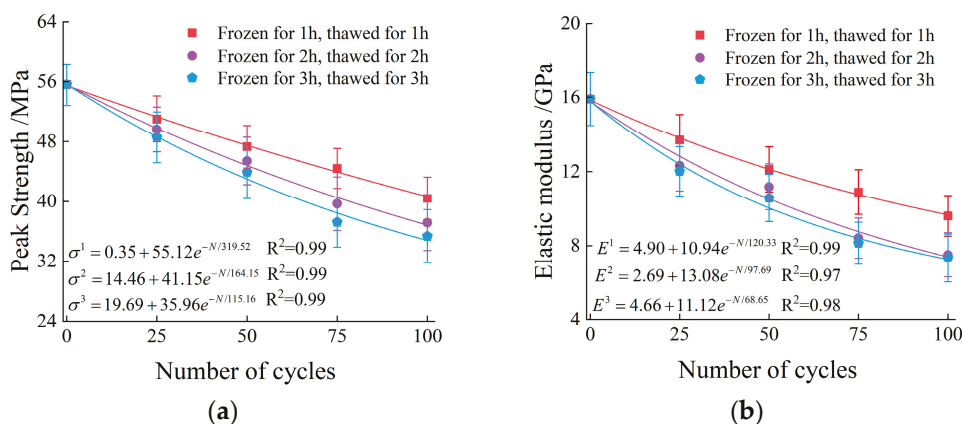 Peak Strength /MPa
64
56
48
40
32
24
Frozen for 1h, thawed for 1h
Frozen for 2h, thawed for 2h
Frozen for 3h, thawed for 3h
σ¹ = 0.35 + 55.12e^{-N/319.52} R²=0.99
σ² = 14.46 + 41.15e^{-N/164.15} R²=0.99
σ³ = 19.69 + 35.96e^{-N/115.16} R²=0.99
0 25 50 75 100
Number of cycles
(a)
Elastic modulus /GPa
20
16
12
8
4
Frozen for 1h, thawed for 1h
Frozen for 2h, thawed for 2h
Frozen for 3h, thawed for 3h
E¹ = 4.90 + 10.94e^{-N/120.33} R²=0.99
E² = 2.69 + 13.08e^{-N/97.69} R²=0.97
E³ = 4.66 + 11.12e^{-N/68.65} R²=0.98
0 25 50 75 100
Number of cycles
(b)